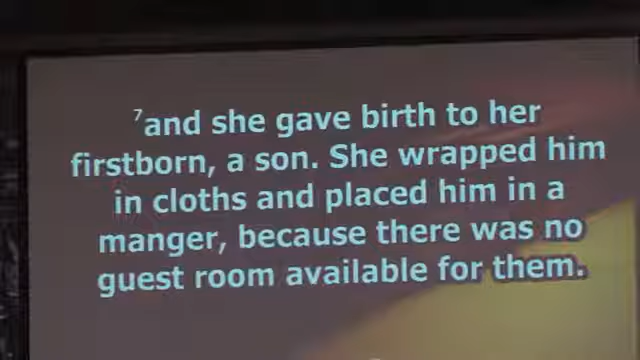 ⁷and she gave birth to her
firstborn, a son. She wrapped him
in cloths and placed him in a
manger, because there was no
guest room available for them.